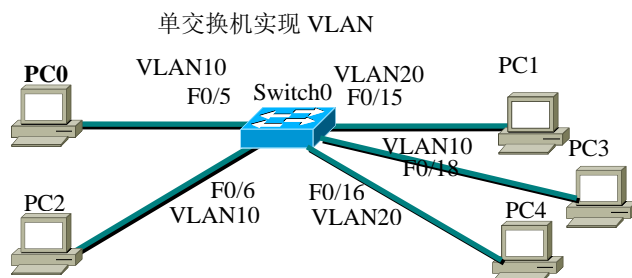 单交换机实现 VLAN
PC0
VLAN10
F0/5
Switch0
VLAN20
F0/15
PC1
VLAN10
F0/18
PC3
PC2
F0/6
VLAN10
F0/16
VLAN20
PC4